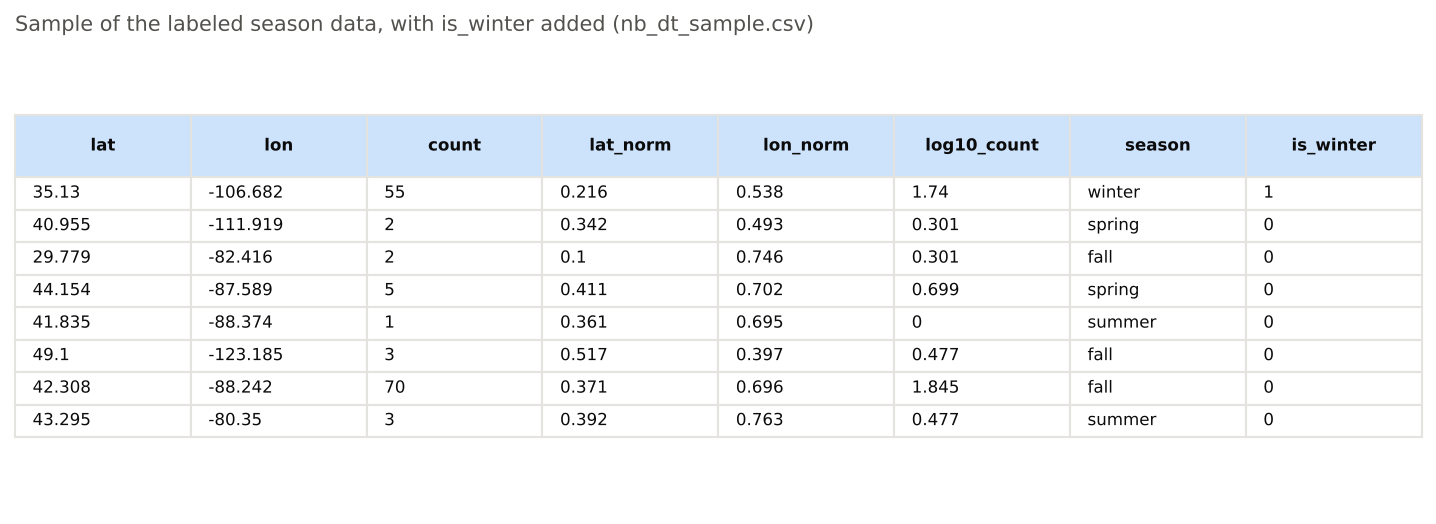 Sample of the labeled season data, with is_winter added (nb_dt_sample.csv)
lat lon count lat_norm lon_norm log10_count season is_winter
35.13 -106.682 55 0.216 0.538 1.74 winter 1
40.955 -111.919 2 0.342 0.493 0.301 spring 0
29.779 -82.416 2 0.1 0.746 0.301 fall 0
44.154 -87.589 5 0.411 0.702 0.699 spring 0
41.835 -88.374 1 0.361 0.695 0 summer 0
49.1 -123.185 3 0.517 0.397 0.477 fall 0
42.308 -88.242 70 0.371 0.696 1.845 fall 0
43.295 -80.35 3 0.392 0.763 0.477 summer 0